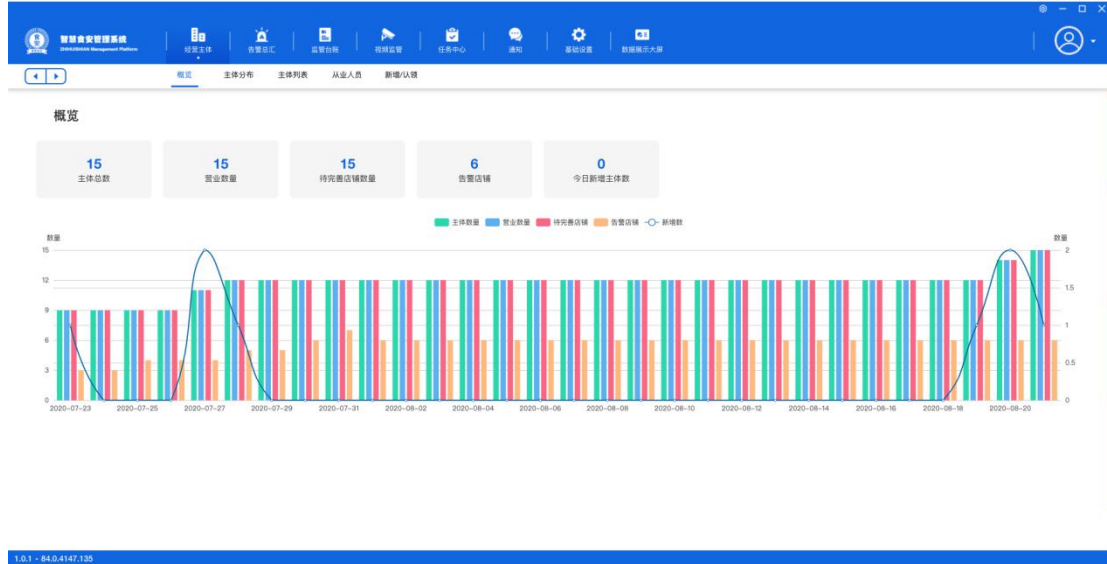 智慧食安管理系统
ZHIHUISHIAN Management Platform
经营主体
告警总汇
监管台账
视频监管
任务中心
通知
基础设置
数据展示大屏
概览
主体分布
主体列表
从业人员
新增/认领
概览
15
主体总数
15
营业数量
15
待完善店铺数量
6
告警店铺
0
今日新增主体数
主体数量 营业数量 待完善店铺 告警店铺 新增数
数量
数量
15
12
9
6
3
0
2
1.5
1
0.5
0
2020-07-23 2020-07-25 2020-07-27 2020-07-29 2020-07-31 2020-08-02 2020-08-04 2020-08-06 2020-08-08 2020-08-10 2020-08-12 2020-08-14 2020-08-16 2020-08-18 2020-08-20
1.0.1 - 84.0.4147.135